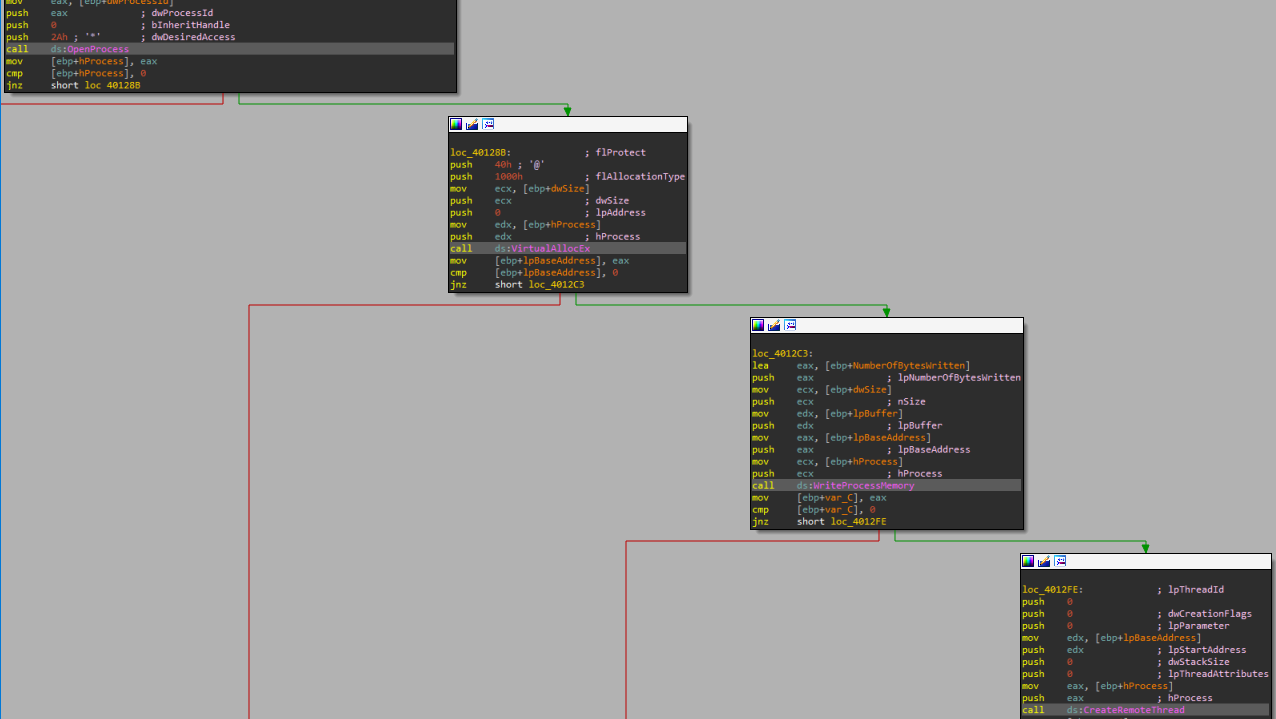 mov eax, [ebp+dwProcessId]
push eax ; dwProcessId
push 0 ; bInheritHandle
push 2Ah ; '*' ; dwDesiredAccess
call ds:OpenProcess
mov [ebp+hProcess], eax
cmp [ebp+hProcess], 0
jnz short loc_40128B
loc_40128B: ; flProtect
push 40h ; '@'
push 1000h ; flAllocationType
mov ecx, [ebp+dwSize]
push ecx ; dwSize
push 0 ; lpAddress
mov edx, [ebp+hProcess]
push edx ; hProcess
call ds:VirtualAllocEx
mov [ebp+lpBaseAddress], eax
cmp [ebp+lpBaseAddress], 0
jnz short loc_4012C3
loc_4012C3:
lea eax, [ebp+NumberOfBytesWritten]
push eax ; lpNumberOfBytesWritten
mov ecx, [ebp+dwSize]
push ecx ; nSize
mov edx, [ebp+lpBuffer]
push edx ; lpBuffer
mov eax, [ebp+lpBaseAddress]
push eax ; lpBaseAddress
mov ecx, [ebp+hProcess]
push ecx ; hProcess
call ds:WriteProcessMemory
mov [ebp+var_C], eax
cmp [ebp+var_C], 0
jnz short loc_4012FE
loc_4012FE: ; lpThreadId
push 0
push 0 ; dwCreationFlags
push 0 ; lpParameter
mov edx, [ebp+lpBaseAddress]
push edx ; lpStartAddress
push 0 ; dwStackSize
push 0 ; lpThreadAttributes
mov eax, [ebp+hProcess]
push eax ; hProcess
call ds:CreateRemoteThread